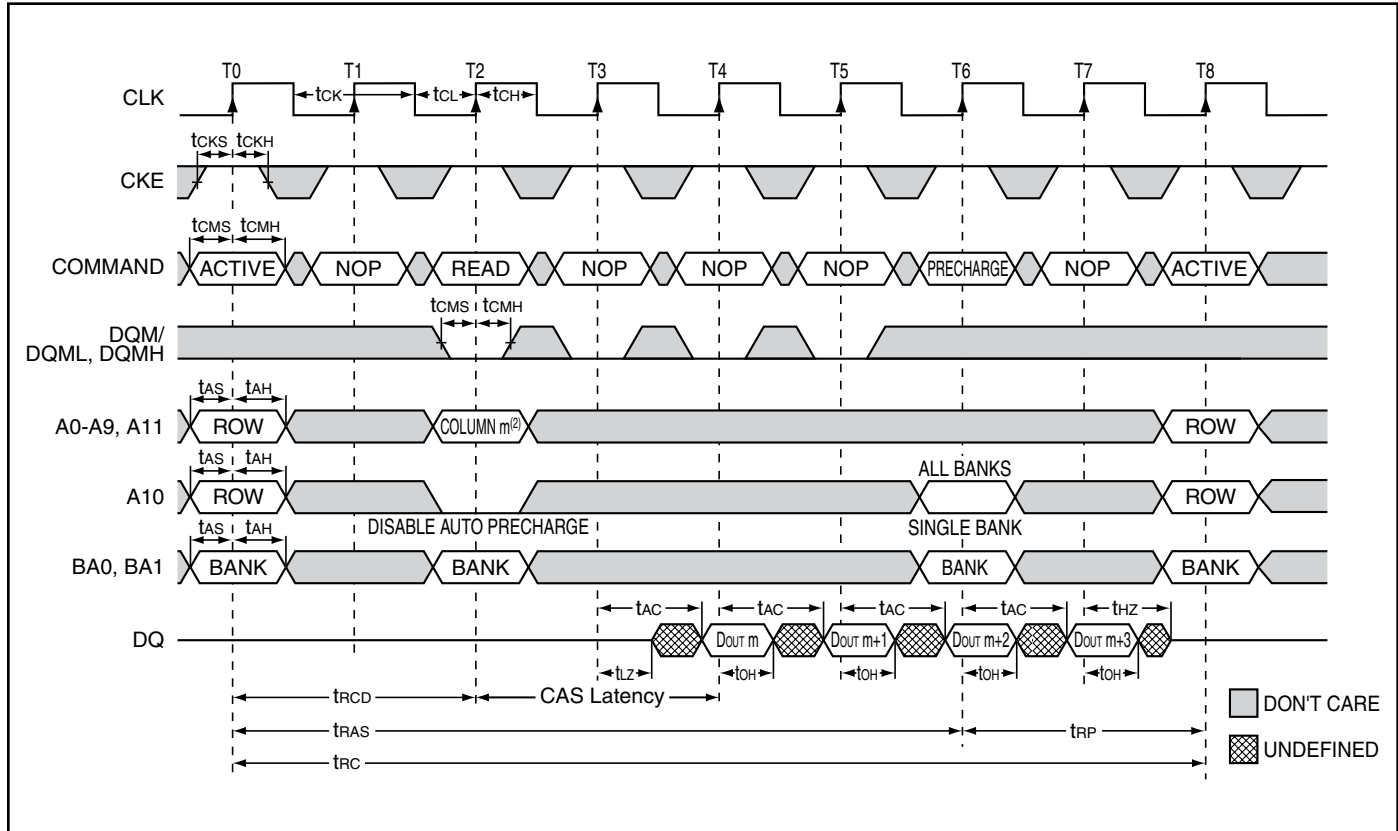 T0 T1 T2 T3 T4 T5 T6 T7 T8
CLK
tCK tCL tCH
tCKS tCKH
CKE
tCMS tCMH
COMMAND ACTIVE NOP READ NOP NOP NOP PRECHARGE NOP ACTIVE
tCMS tCMH
DQM/
DQML, DQMH
tAS tAH
A0-A9, A11 ROW COLUMN m(2) ROW
tAS tAH ALL BANKS
A10 ROW ROW
DISABLE AUTO PRECHARGE SINGLE BANK
tAS tAH
BA0, BA1 BANK BANK BANK BANK
tAC tAC tAC tAC tHZ
DQ DOUT m DOUT m+1 DOUT m+2 DOUT m+3
tLZ tOH tOH tOH tOH
tRCD CAS Latency
DON'T CARE
tRAS tRP
UNDEFINED
tRC